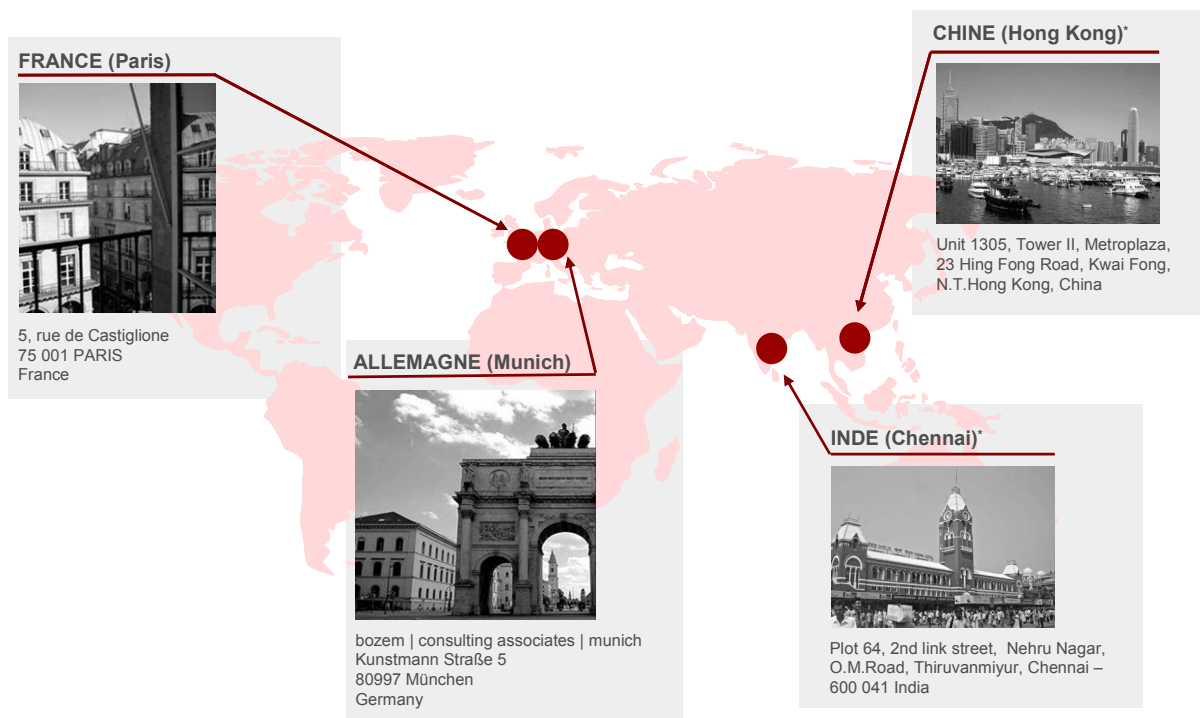 FRANCE (Paris)
5, rue de Castiglione
75 001 PARIS
France
ALLEMAGNE (Munich)
bozem | consulting associates | munich
Kunstmann Straße 5
80997 München
Germany
CHINE (Hong Kong)*
Unit 1305, Tower II, Metroplaza,
23 Hing Fong Road, Kwai Fong,
N.T.Hong Kong, China
INDE (Chennai)*
Plot 64, 2nd link street, Nehru Nagar,
O.M.Road, Thiruvanmiyur, Chennai –
600 041 India